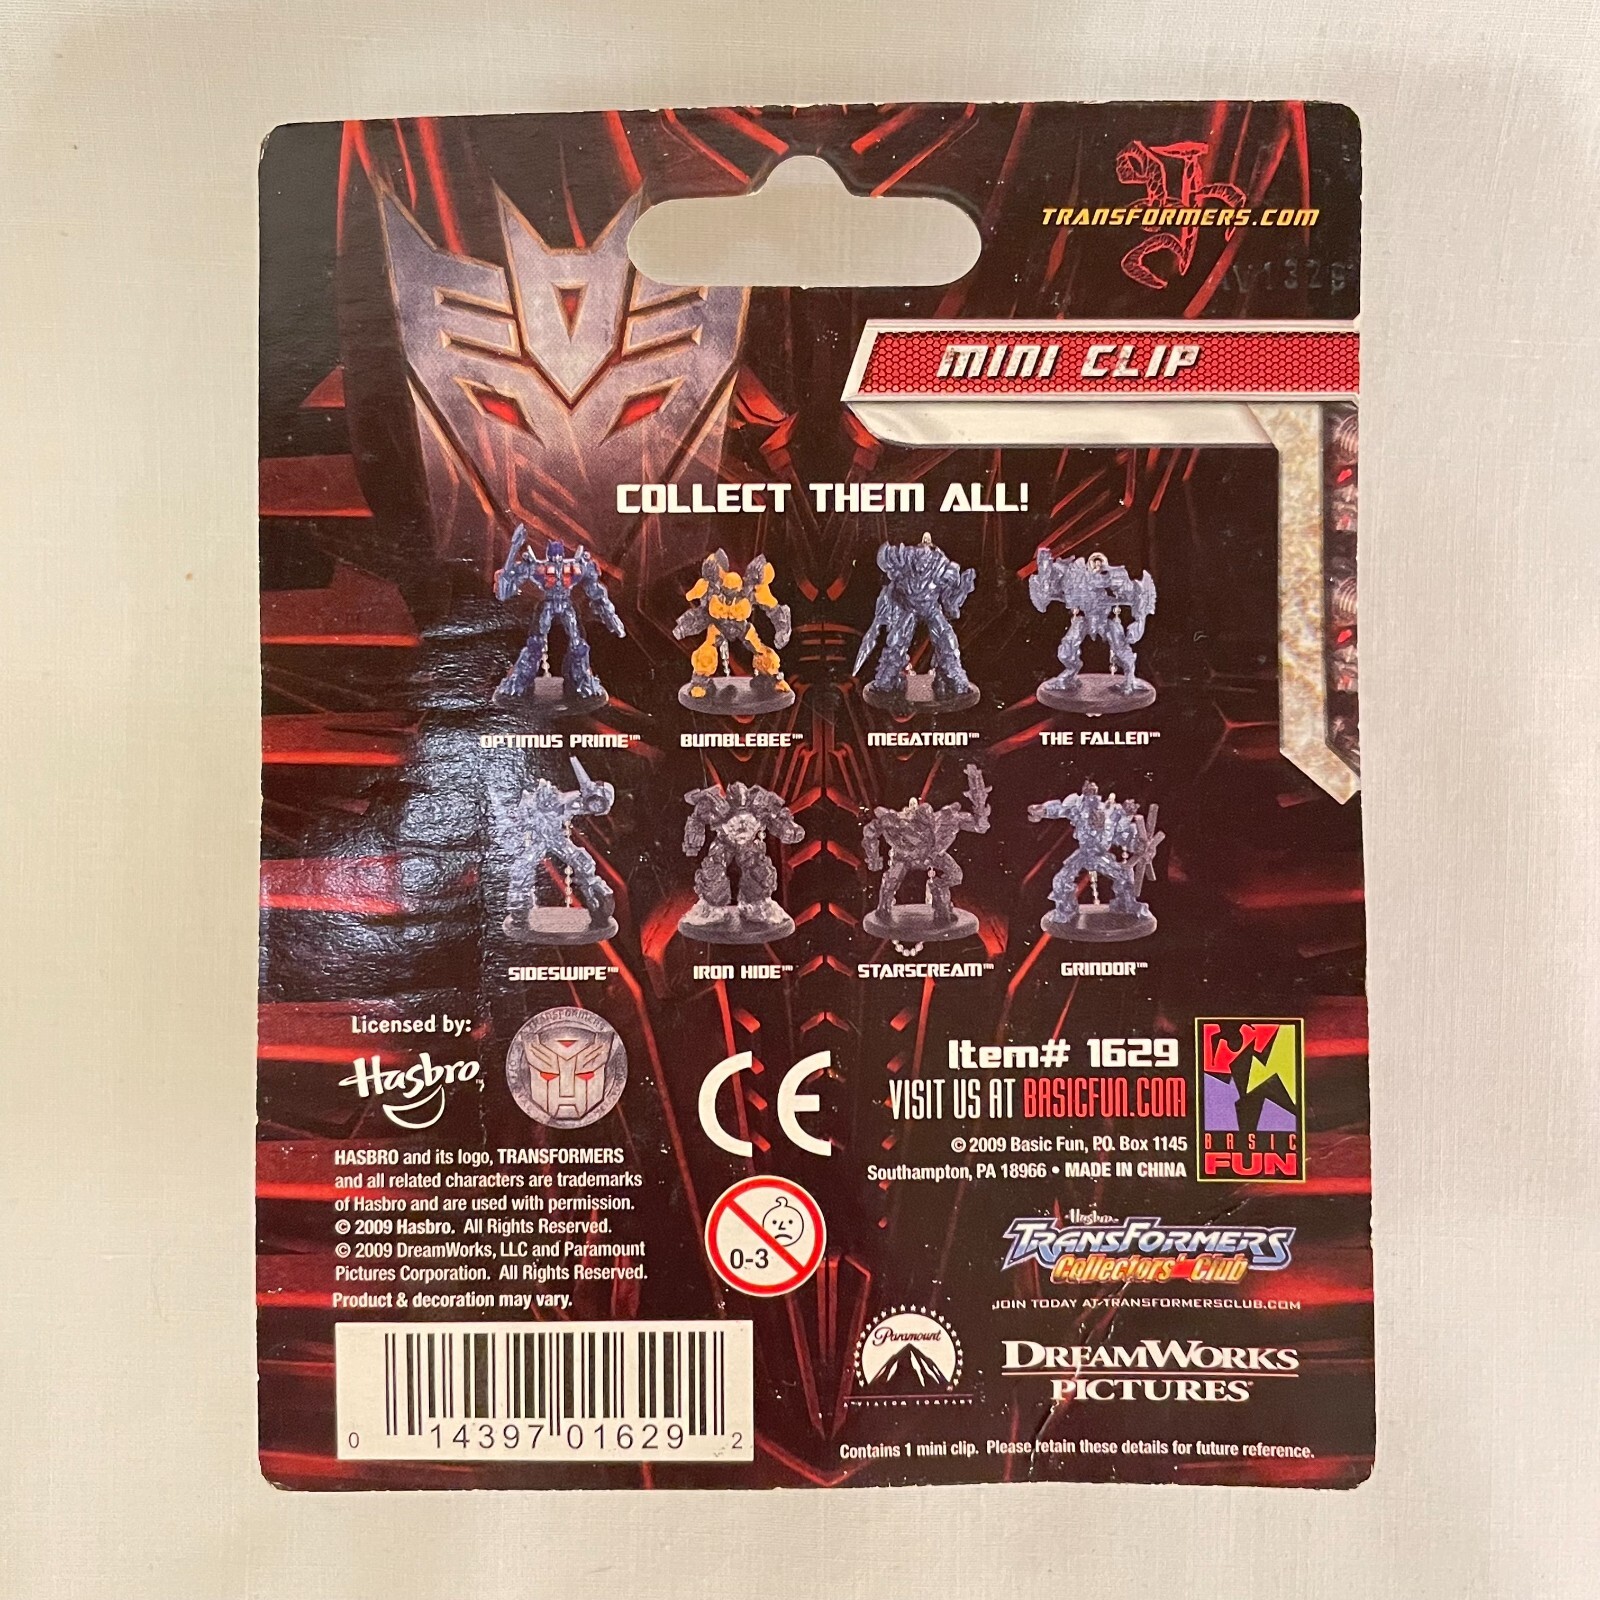 TRANSFORMERS.COM
MINI CLIP
COLLECT THEM ALL!
OPTIMUS PRIME™ BUMBLEBEE™ MEGATRON™ THE FALLEN™
SIDESWIPE™ IRON HIDE™ STARSCREAM™ GRINDOR™
Licensed by:
Hasbro
TRANSFORMERS
HASBRO and its logo, TRANSFORMERS
and all related characters are trademarks
of Hasbro and are used with permission.
© 2009 Hasbro. All Rights Reserved.
© 2009 DreamWorks, LLC and Paramount
Pictures Corporation. All Rights Reserved.
Product & decoration may vary.
0 14397 01629 2
CE
0-3
Item# 1629
VISIT US AT BASICFUN.COM
© 2009 Basic Fun, P.O. Box 1145
Southampton, PA 18966 • MADE IN CHINA
BASIC
FUN
Hasbro
TRANSFORMERS
Collectors' Club
JOIN TODAY AT TRANSFORMERSCLUB.COM
Paramount
A VIACOM COMPANY
DREAMWORKS
PICTURES
Contains 1 mini clip. Please retain these details for future reference.